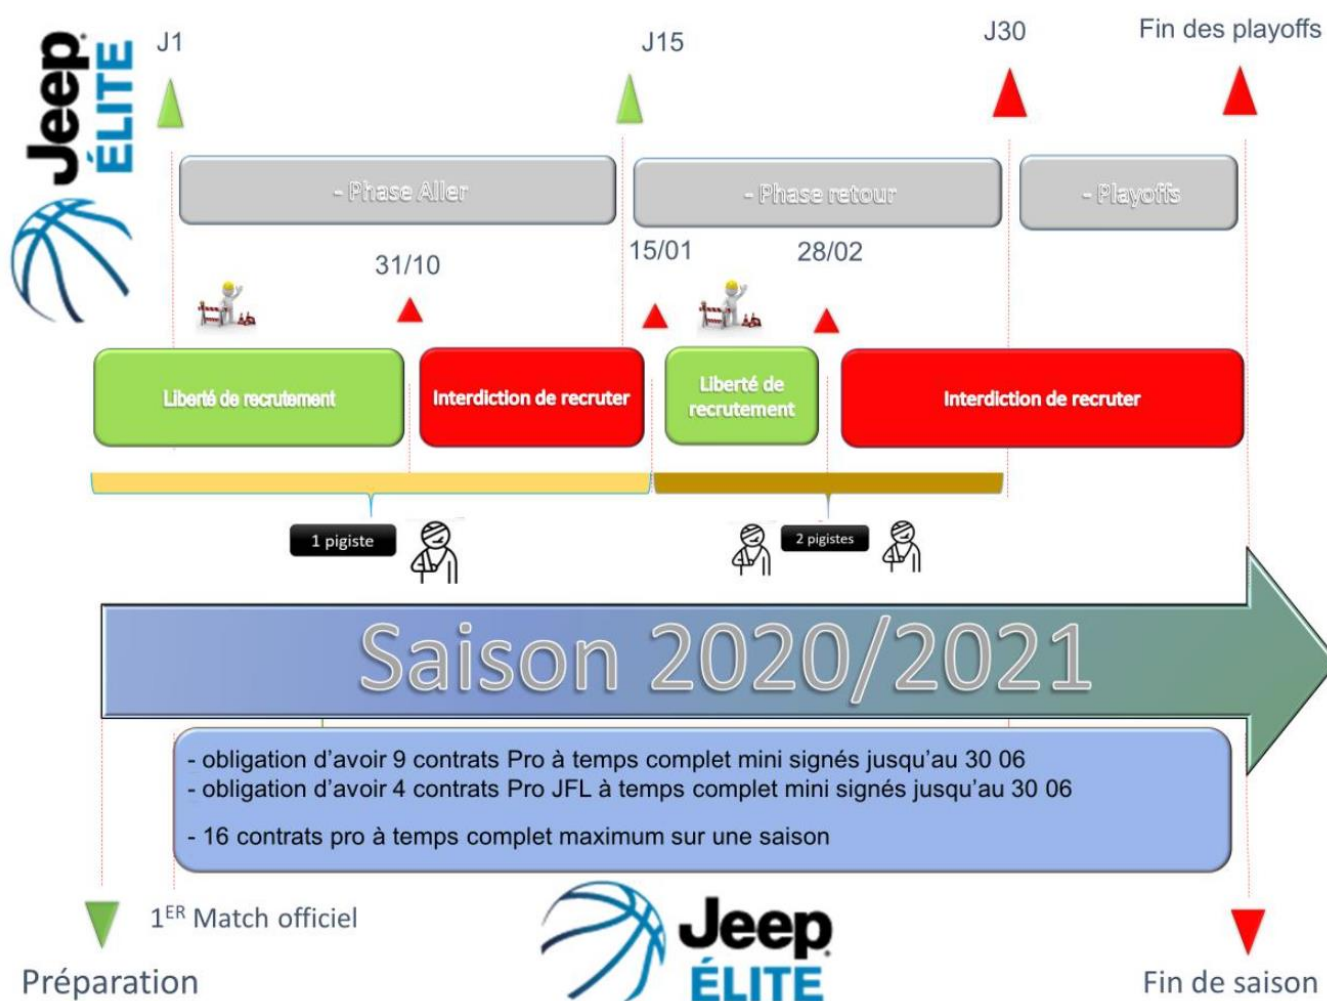 Jeep
ÉLITE
J1
J15
J30
Fin des playoffs
- Phase Aller
- Phase retour
- Playoffs
31/10
15/01
28/02
Liberté de recrutement
Interdiction de recruter
Liberté de
recrutement
Interdiction de recruter
1 pigiste
2 pigistes
Saison 2020/2021
- obligation d'avoir 9 contrats Pro à temps complet mini signés jusqu'au 30 06
- obligation d'avoir 4 contrats Pro JFL à temps complet mini signés jusqu'au 30 06
- 16 contrats pro à temps complet maximum sur une saison
1ER Match officiel
Préparation
Jeep
ÉLITE
Fin de saison